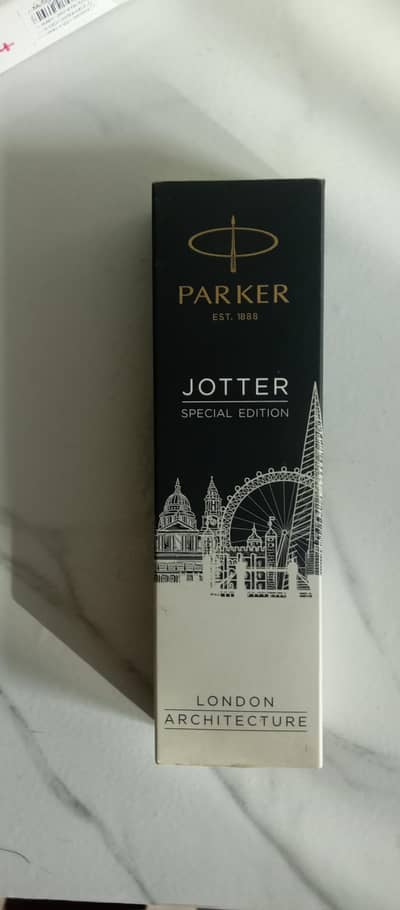 PARKER
EST. 1888
JOTTER
SPECIAL EDITION
LONDON
ARCHITECTURE